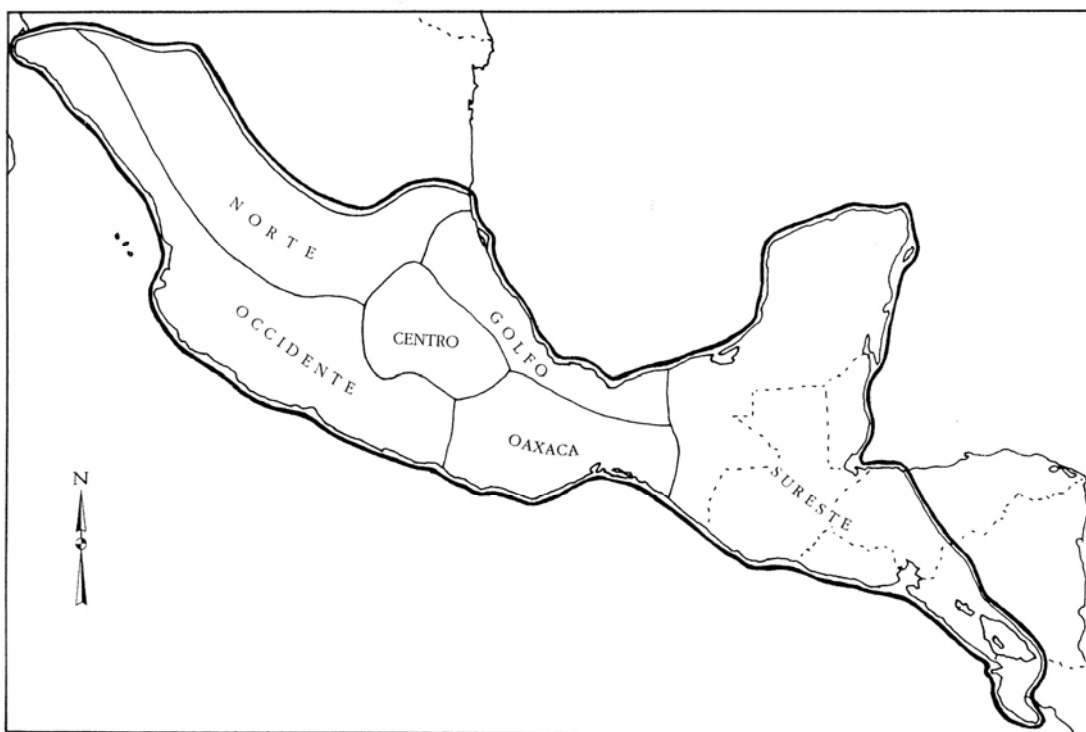 NORTE
GOLFO
OCCIDENTE
CENTRO
OAXACA
SURESTE
N